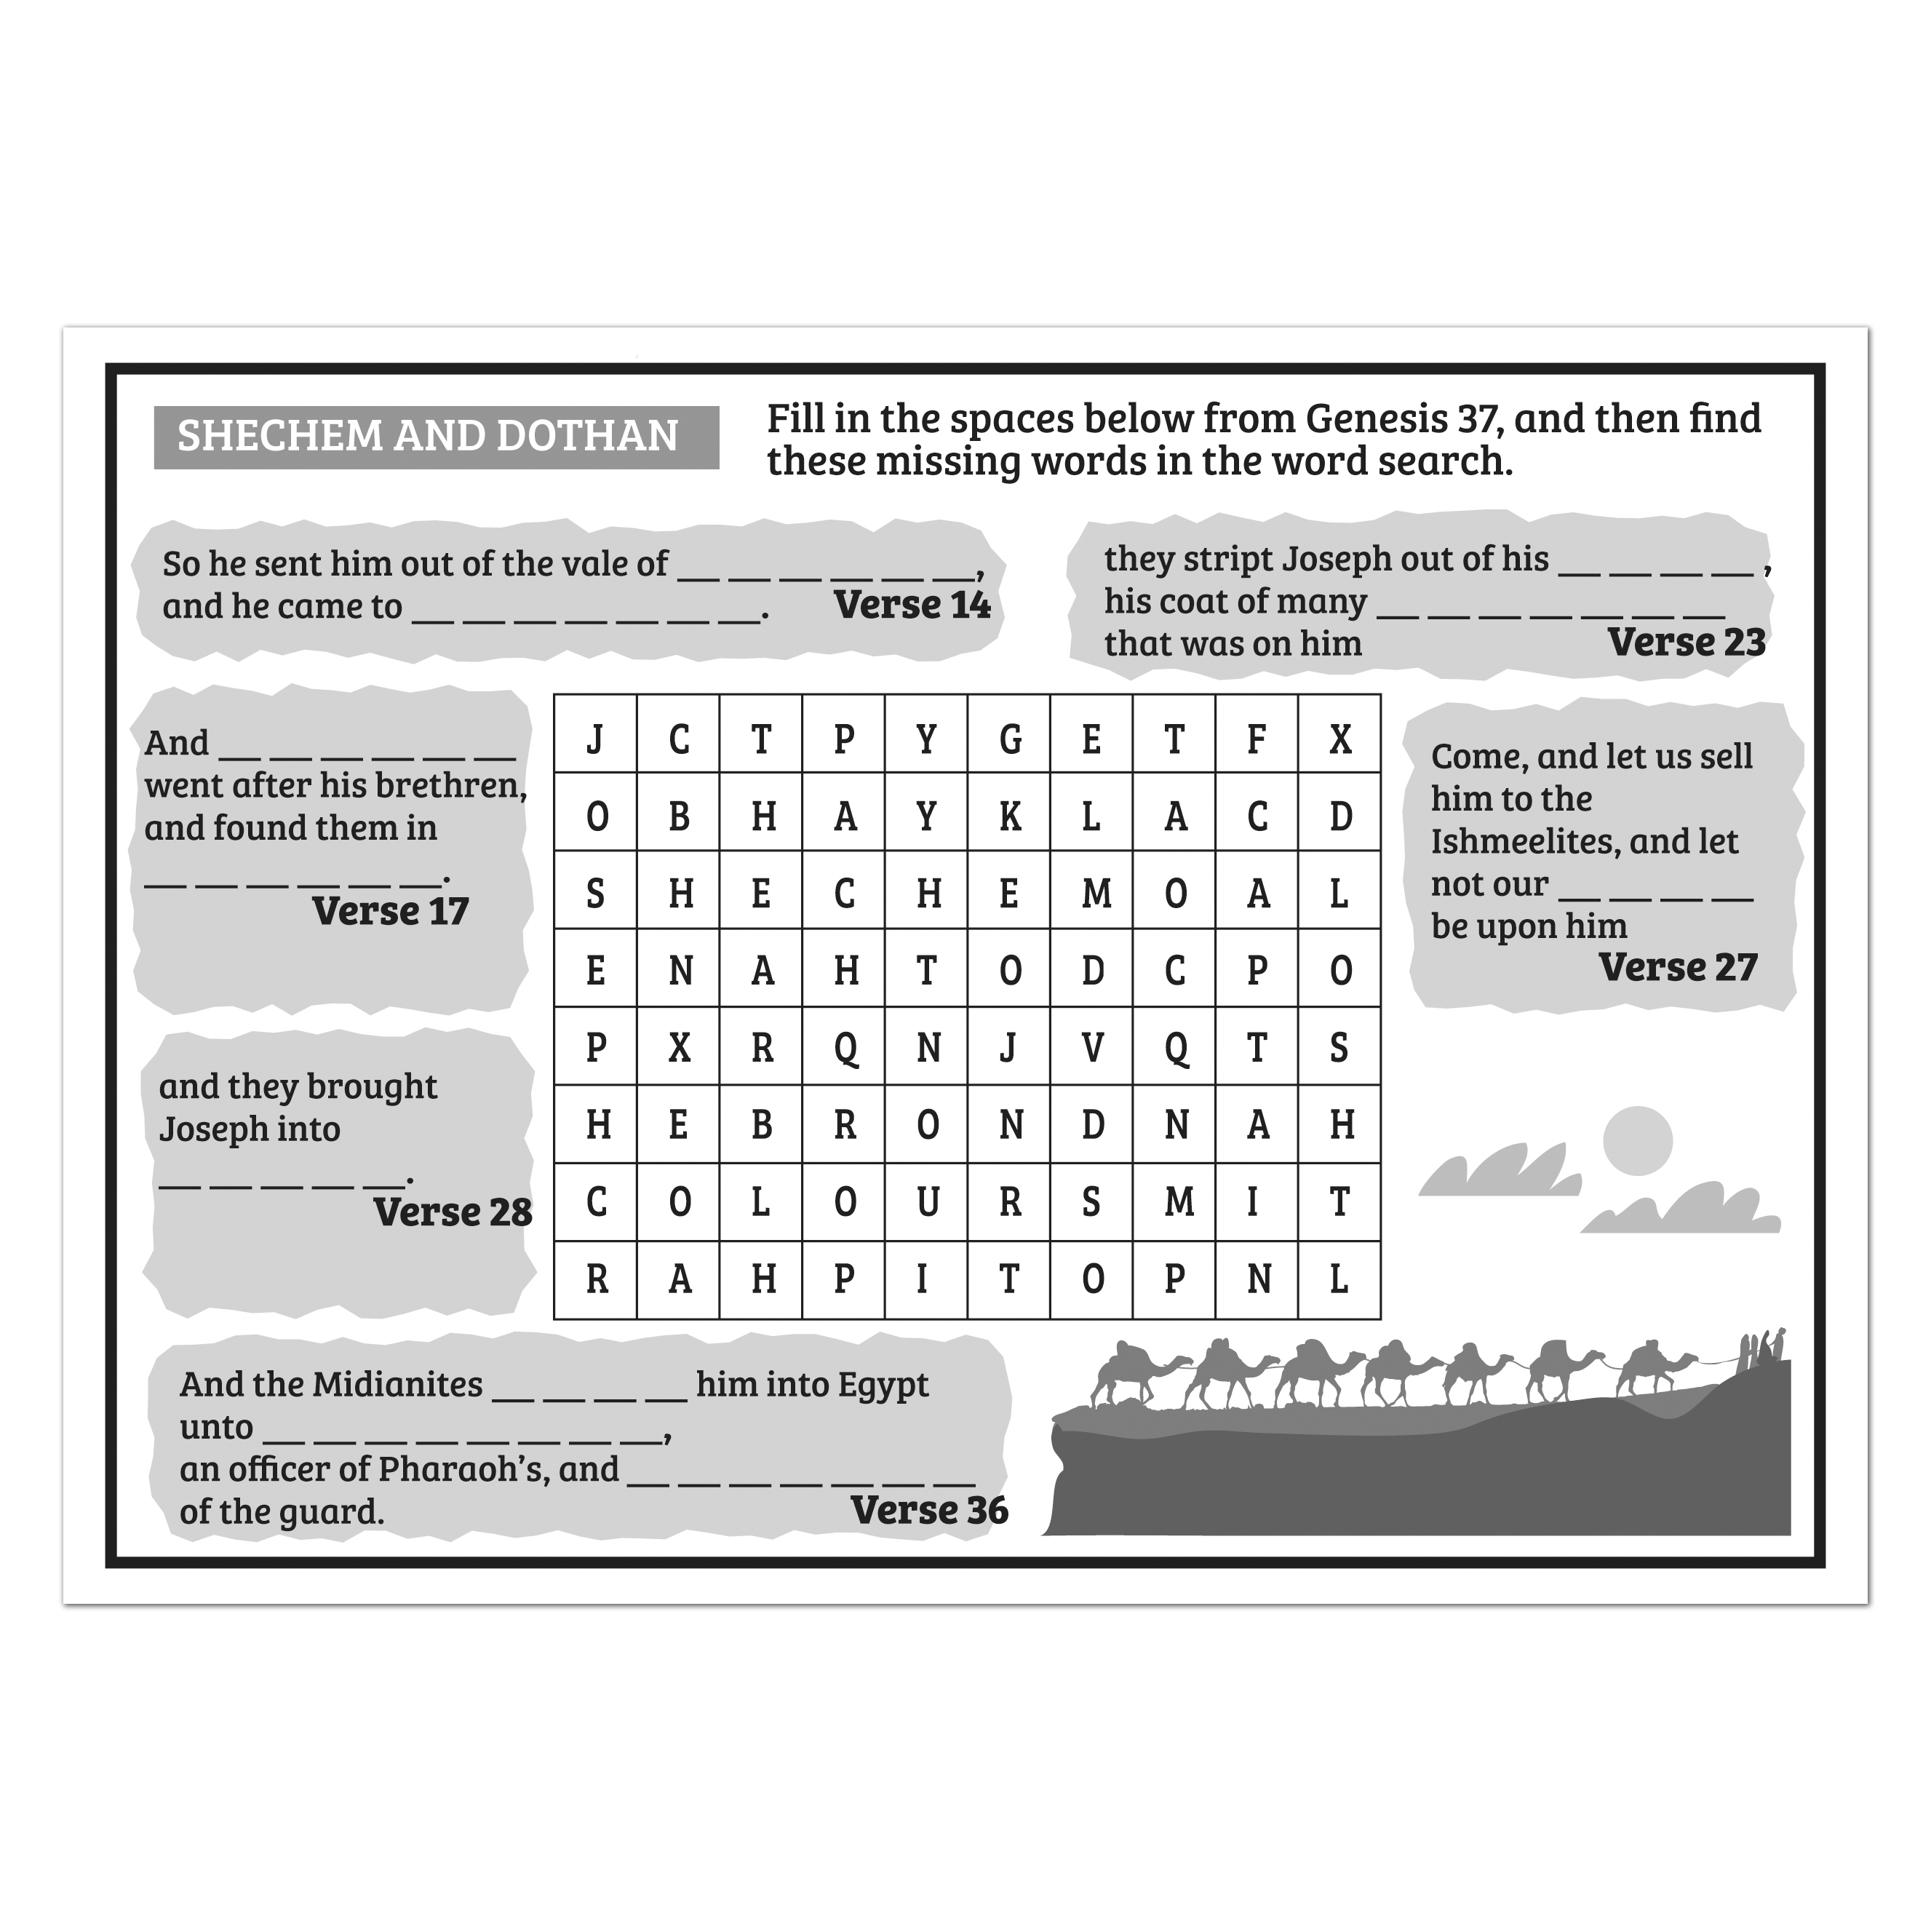 SHECHEM AND DOTHAN
Fill in the spaces below from Genesis 37, and then find
these missing words in the word search.
So he sent him out of the vale of __ __ __ __ __ __,
and he came to __ __ __ __ __ __ __. Verse 14
they stript Joseph out of his __ __ __ __ ,
his coat of many __ __ __ __ __ __ __
that was on him Verse 23
And __ __ __ __ __ __
went after his brethren,
and found them in
__ __ __ __ __ __.
Verse 17
J C T P Y G E T F X
O B H A Y K L A C D
S H E C H E M O A L
E N A H T O D C P O
P X R Q N J V Q T S
H E B R O N D N A H
C O L O U R S M I T
R A H P I T O P N L
Come, and let us sell
him to the
Ishmeelites, and let
not our __ __ __ __
be upon him
Verse 27
and they brought
Joseph into
__ __ __ __ __.
Verse 28
And the Midianites __ __ __ __ him into Egypt
unto __ __ __ __ __ __ __ __,
an officer of Pharaoh's, and __ __ __ __ __ __ __
of the guard. Verse 36